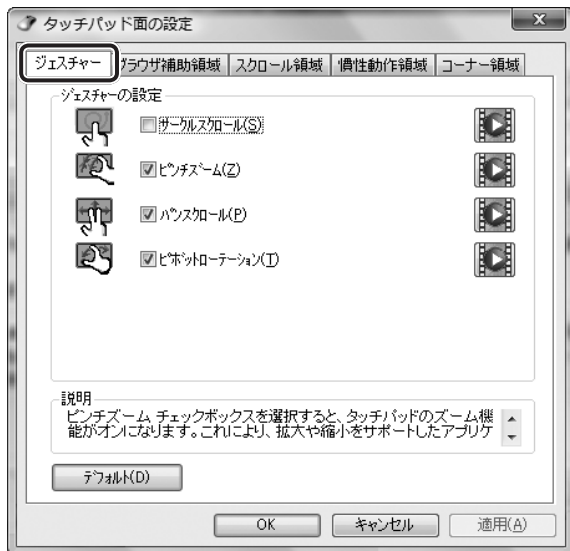 タッチパッド面の設定
ジェスチャー ブラウザ補助領域 スクロール領域 慣性動作領域 コーナー領域
ジェスチャーの設定
サークルスクロール(S)
ピンチズーム(Z)
パンスクロール(P)
ピボットローテーション(T)
説明
ピンチズーム チェックボックスを選択すると、タッチパッドのズーム機
能がオンになります。これにより、拡大や縮小をサポートしたアプリケ
デフォルト(D)
OK キャンセル 適用(A)